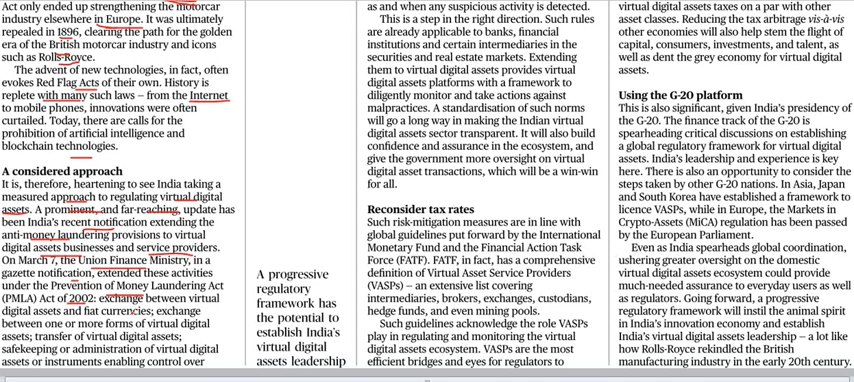 Act only ended up strengthening the motorcar
industry elsewhere in Europe. It was ultimately
repealed in 1896, clearing the path for the golden
era of the British motorcar industry and icons
such as Rolls-Royce.
The advent of new technologies, in fact, often
evokes Red Flag Acts of their own. History is
replete with many such laws – from the Internet
to mobile phones, innovations were often
curtailed. Today, there are calls for the
prohibition of artificial intelligence and
blockchain technologies.
A considered approach
It is, therefore, heartening to see India taking a
measured approach to regulating virtual digital
assets. A prominent, and far-reaching, update has
been India's recent notification extending the
anti-money laundering provisions to virtual
digital assets businesses and service providers.
On March 7, the Union Finance Ministry, in a
gazette notification, extended these activities
under the Prevention of Money Laundering Act
(PMLA) Act of 2002: exchange between virtual
digital assets and fiat currencies; exchange
between one or more forms of virtual digital
assets; transfer of virtual digital assets;
safekeeping or administration of virtual digital
assets or instruments enabling control over
A progressive
regulatory
framework has
the potential to
establish India's
virtual digital
assets leadership
as and when any suspicious activity is detected.
This is a step in the right direction. Such rules
are already applicable to banks, financial
institutions and certain intermediaries in the
securities and real estate markets. Extending
them to virtual digital assets provides virtual
digital assets platforms with a framework to
diligently monitor and take actions against
malpractices. A standardisation of such norms
will go a long way in making the Indian virtual
digital assets sector transparent. It will also build
confidence and assurance in the ecosystem, and
give the government more oversight on virtual
digital asset transactions, which will be a win-win
for all.
Reconsider tax rates
Such risk-mitigation measures are in line with
global guidelines put forward by the International
Monetary Fund and the Financial Action Task
Force (FATF). FATF, in fact, has a comprehensive
definition of Virtual Asset Service Providers
(VASPs) – an extensive list covering
intermediaries, brokers, exchanges, custodians,
hedge funds, and even mining pools.
Such guidelines acknowledge the role VASPs
play in regulating and monitoring the virtual
digital assets ecosystem. VASPs are the most
efficient bridges and eyes for regulators to
virtual digital assets taxes on a par with other
asset classes. Reducing the tax arbitrage vis-à-vis
other economies will also help stem the flight of
capital, consumers, investments, and talent, as
well as dent the grey economy for virtual digital
assets.
Using the G-20 platform
This is also significant, given India's presidency of
the G-20. The finance track of the G-20 is
spearheading critical discussions on establishing
a global regulatory framework for virtual digital
assets. India's leadership and experience is key
here. There is also an opportunity to consider the
steps taken by other G-20 nations. In Asia, Japan
and South Korea have established a framework to
licence VASPs, while in Europe, the Markets in
Crypto-Assets (MiCA) regulation has been passed
by the European Parliament.
Even as India spearheads global coordination,
ushering greater oversight on the domestic
virtual digital assets ecosystem could provide
much-needed assurance to everyday users as well
as regulators. Going forward, a progressive
regulatory framework will instil the animal spirit
in India's innovation economy and establish
India's virtual digital assets leadership – a lot like
how Rolls-Royce rekindled the British
manufacturing industry in the early 20th century.